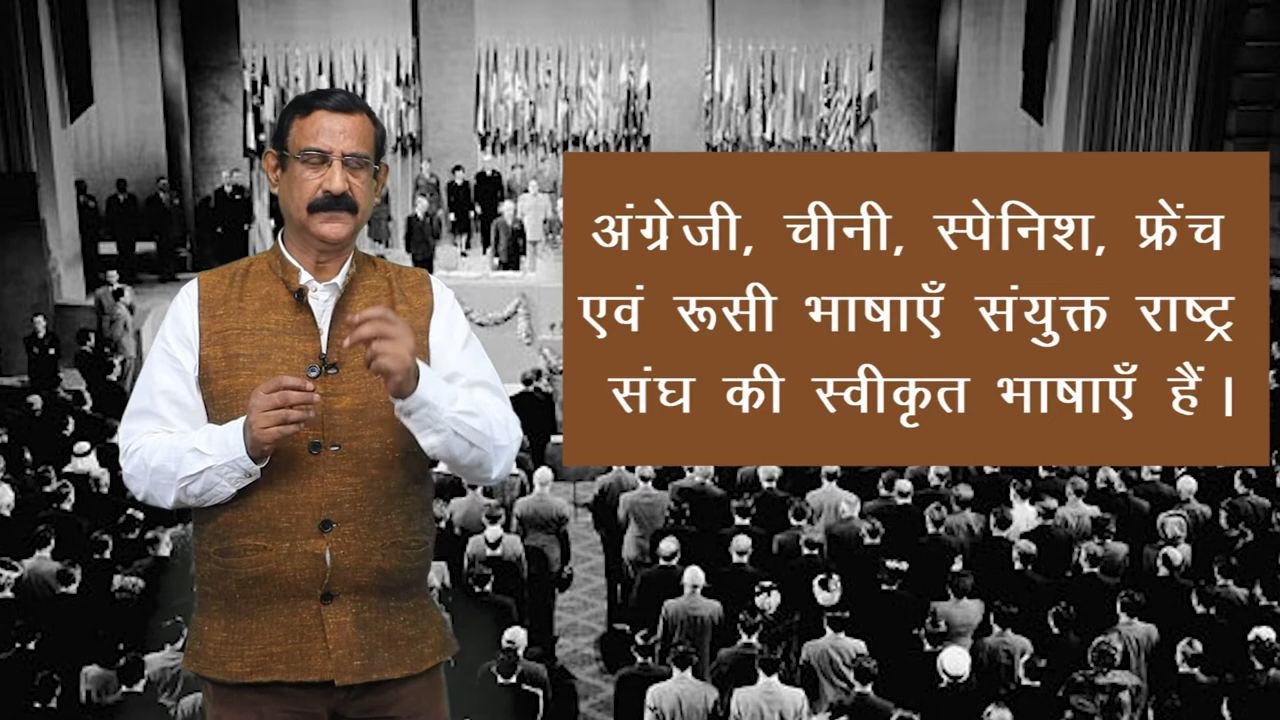 अंग्रेजी, चीनी, स्पेनिश, फ्रेंच
एवं रूसी भाषाएँ संयुक्त राष्ट्र
संघ की स्वीकृत भाषाएँ हैं।